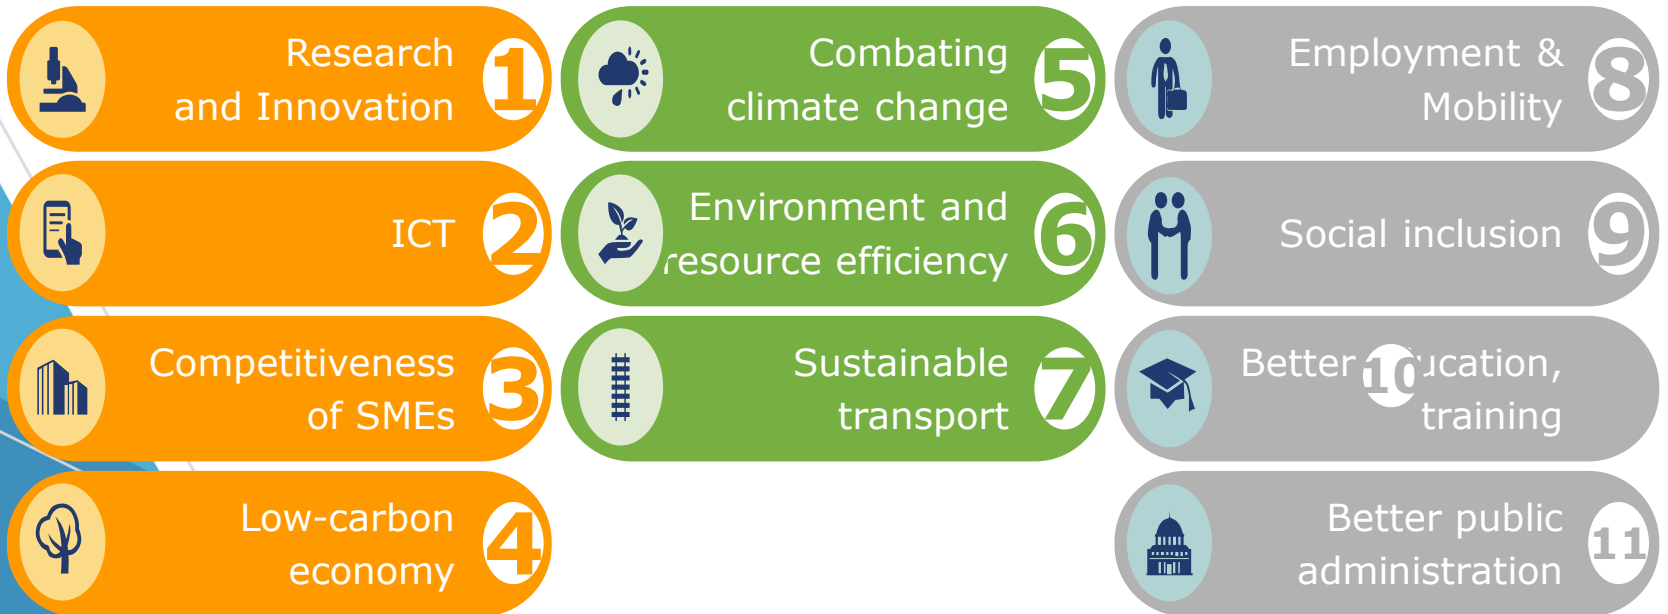 Research
and Innovation
1
ICT
2
Competitiveness
of SMEs
3
Low-carbon
economy
4
Combating
climate change
5
Environment and
resource efficiency
6
Sustainable
transport
7
Employment &
Mobility
8
Social inclusion
9
Better
training
10
Better public
administration
11